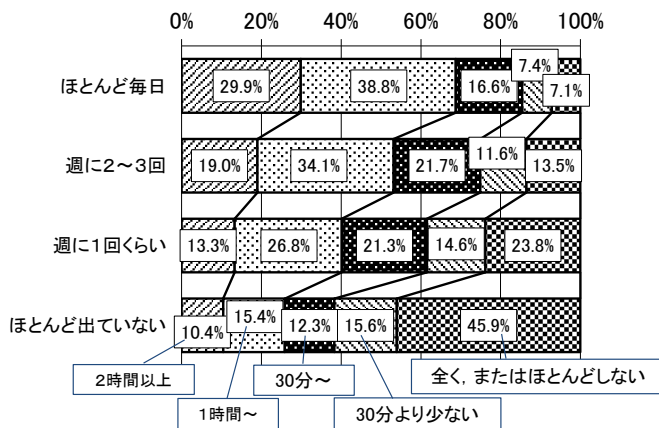 0% 20% 40% 60% 80% 100%
ほとんど毎日 29.9% 38.8% 16.6% 7.4% 7.1%
週に２～３回 19.0% 34.1% 21.7% 11.6% 13.5%
週に１回くらい 13.3% 26.8% 21.3% 14.6% 23.8%
ほとんど出ていない 10.4% 15.4% 12.3% 15.6% 45.9%
２時間以上 30分～ 全く，またはほとんどしない
１時間～ 30分より少ない